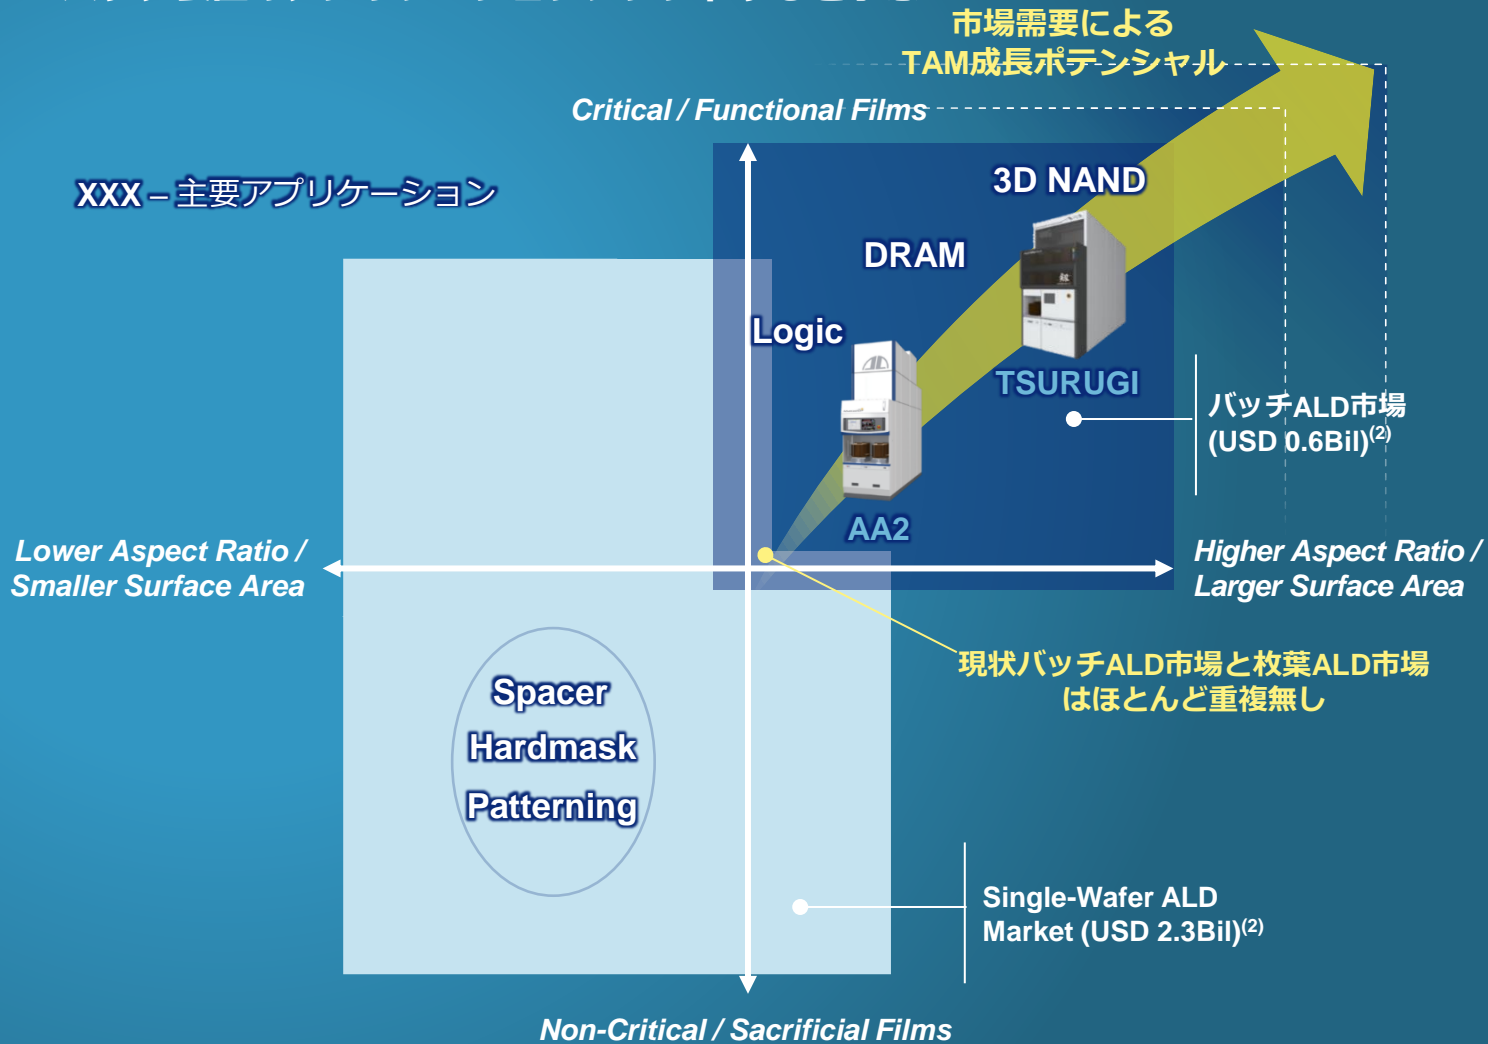 市場需要による
TAM成長ポテンシャル
Critical / Functional Films
XXX – 主要アプリケーション
3D NAND
DRAM
Logic
TSURUGI
バッチALD市場
(USD 0.6Bil)(2)
AA2
Lower Aspect Ratio /
Smaller Surface Area
Higher Aspect Ratio /
Larger Surface Area
現状バッチALD市場と枚葉ALD市場
はほとんど重複無し
Spacer
Hardmask
Patterning
Single-Wafer ALD
Market (USD 2.3Bil)(2)
Non-Critical / Sacrificial Films